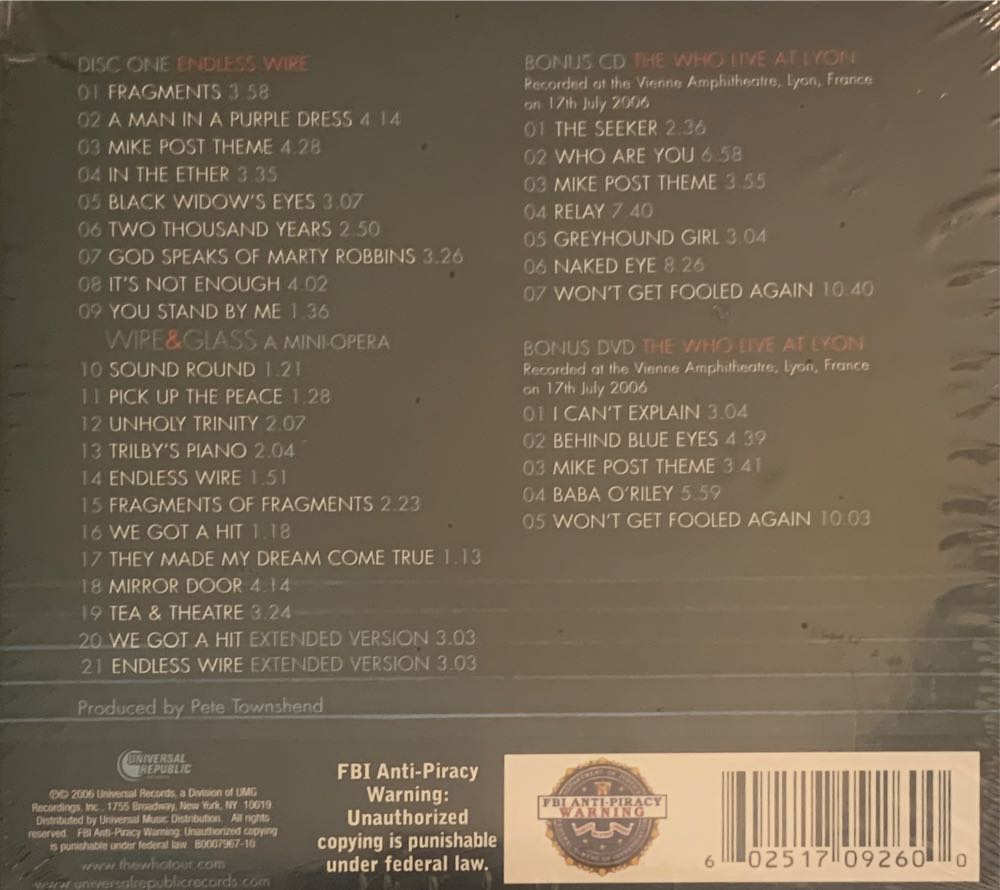 DISC ONE ENDLESS WIRE
01 FRAGMENTS 3.58
02 A MAN IN A PURPLE DRESS 4.14
03 MIKE POST THEME 4.28
04 IN THE ETHER 3.35
05 BLACK WIDOW'S EYES 3.07
06 TWO THOUSAND YEARS 2.50
07 GOD SPEAKS OF MARTY ROBBINS 3.26
08 IT'S NOT ENOUGH 4.02
09 YOU STAND BY ME 1.36
WIRE&GLASS A MINI-OPERA
10 SOUND ROUND 1.21
11 PICK UP THE PEACE 1.28
12 UNHOLY TRINITY 2.07
13 TRILBY'S PIANO 2.04
14 ENDLESS WIRE 1.51
15 FRAGMENTS OF FRAGMENTS 2.23
16 WE GOT A HIT 1.18
17 THEY MADE MY DREAM COME TRUE 1.13
18 MIRROR DOOR 4.14
19 TEA & THEATRE 3.24
20 WE GOT A HIT EXTENDED VERSION 3.03
21 ENDLESS WIRE EXTENDED VERSION 3.03
Produced by Pete Townshend
BONUS CD THE WHO LIVE AT LYON
Recorded at the Vienne Amphitheatre, Lyon, France
on 17th July 2006
01 THE SEEKER 2.36
02 WHO ARE YOU 6.58
03 MIKE POST THEME 3.55
04 RELAY 7.40
05 GREYHOUND GIRL 3.04
06 NAKED EYE 8.26
07 WON'T GET FOOLED AGAIN 10.40
BONUS DVD THE WHO LIVE AT LYON
Recorded at the Vienne Amphitheatre, Lyon, France
on 17th July 2006
01 I CAN'T EXPLAIN 3.04
02 BEHIND BLUE EYES 4.39
03 MIKE POST THEME 3.41
04 BABA O'RILEY 5.59
05 WON'T GET FOOLED AGAIN 10.03
UNIVERSAL
REPUBLIC
℗© 2006 Universal Records, a Division of UMG
Recordings, Inc., 1755 Broadway, New York, NY 10019.
Distributed by Universal Music Distribution. All rights
reserved. FBI Anti-Piracy Warning: Unauthorized copying
is punishable under federal law. B0007967-10
www.thewhotour.com
www.universalrepublicrecords.com
FBI Anti-Piracy
Warning:
Unauthorized
copying is punishable
under federal law.
FBI ANTI-PIRACY
WARNING
6 02517 09260 0